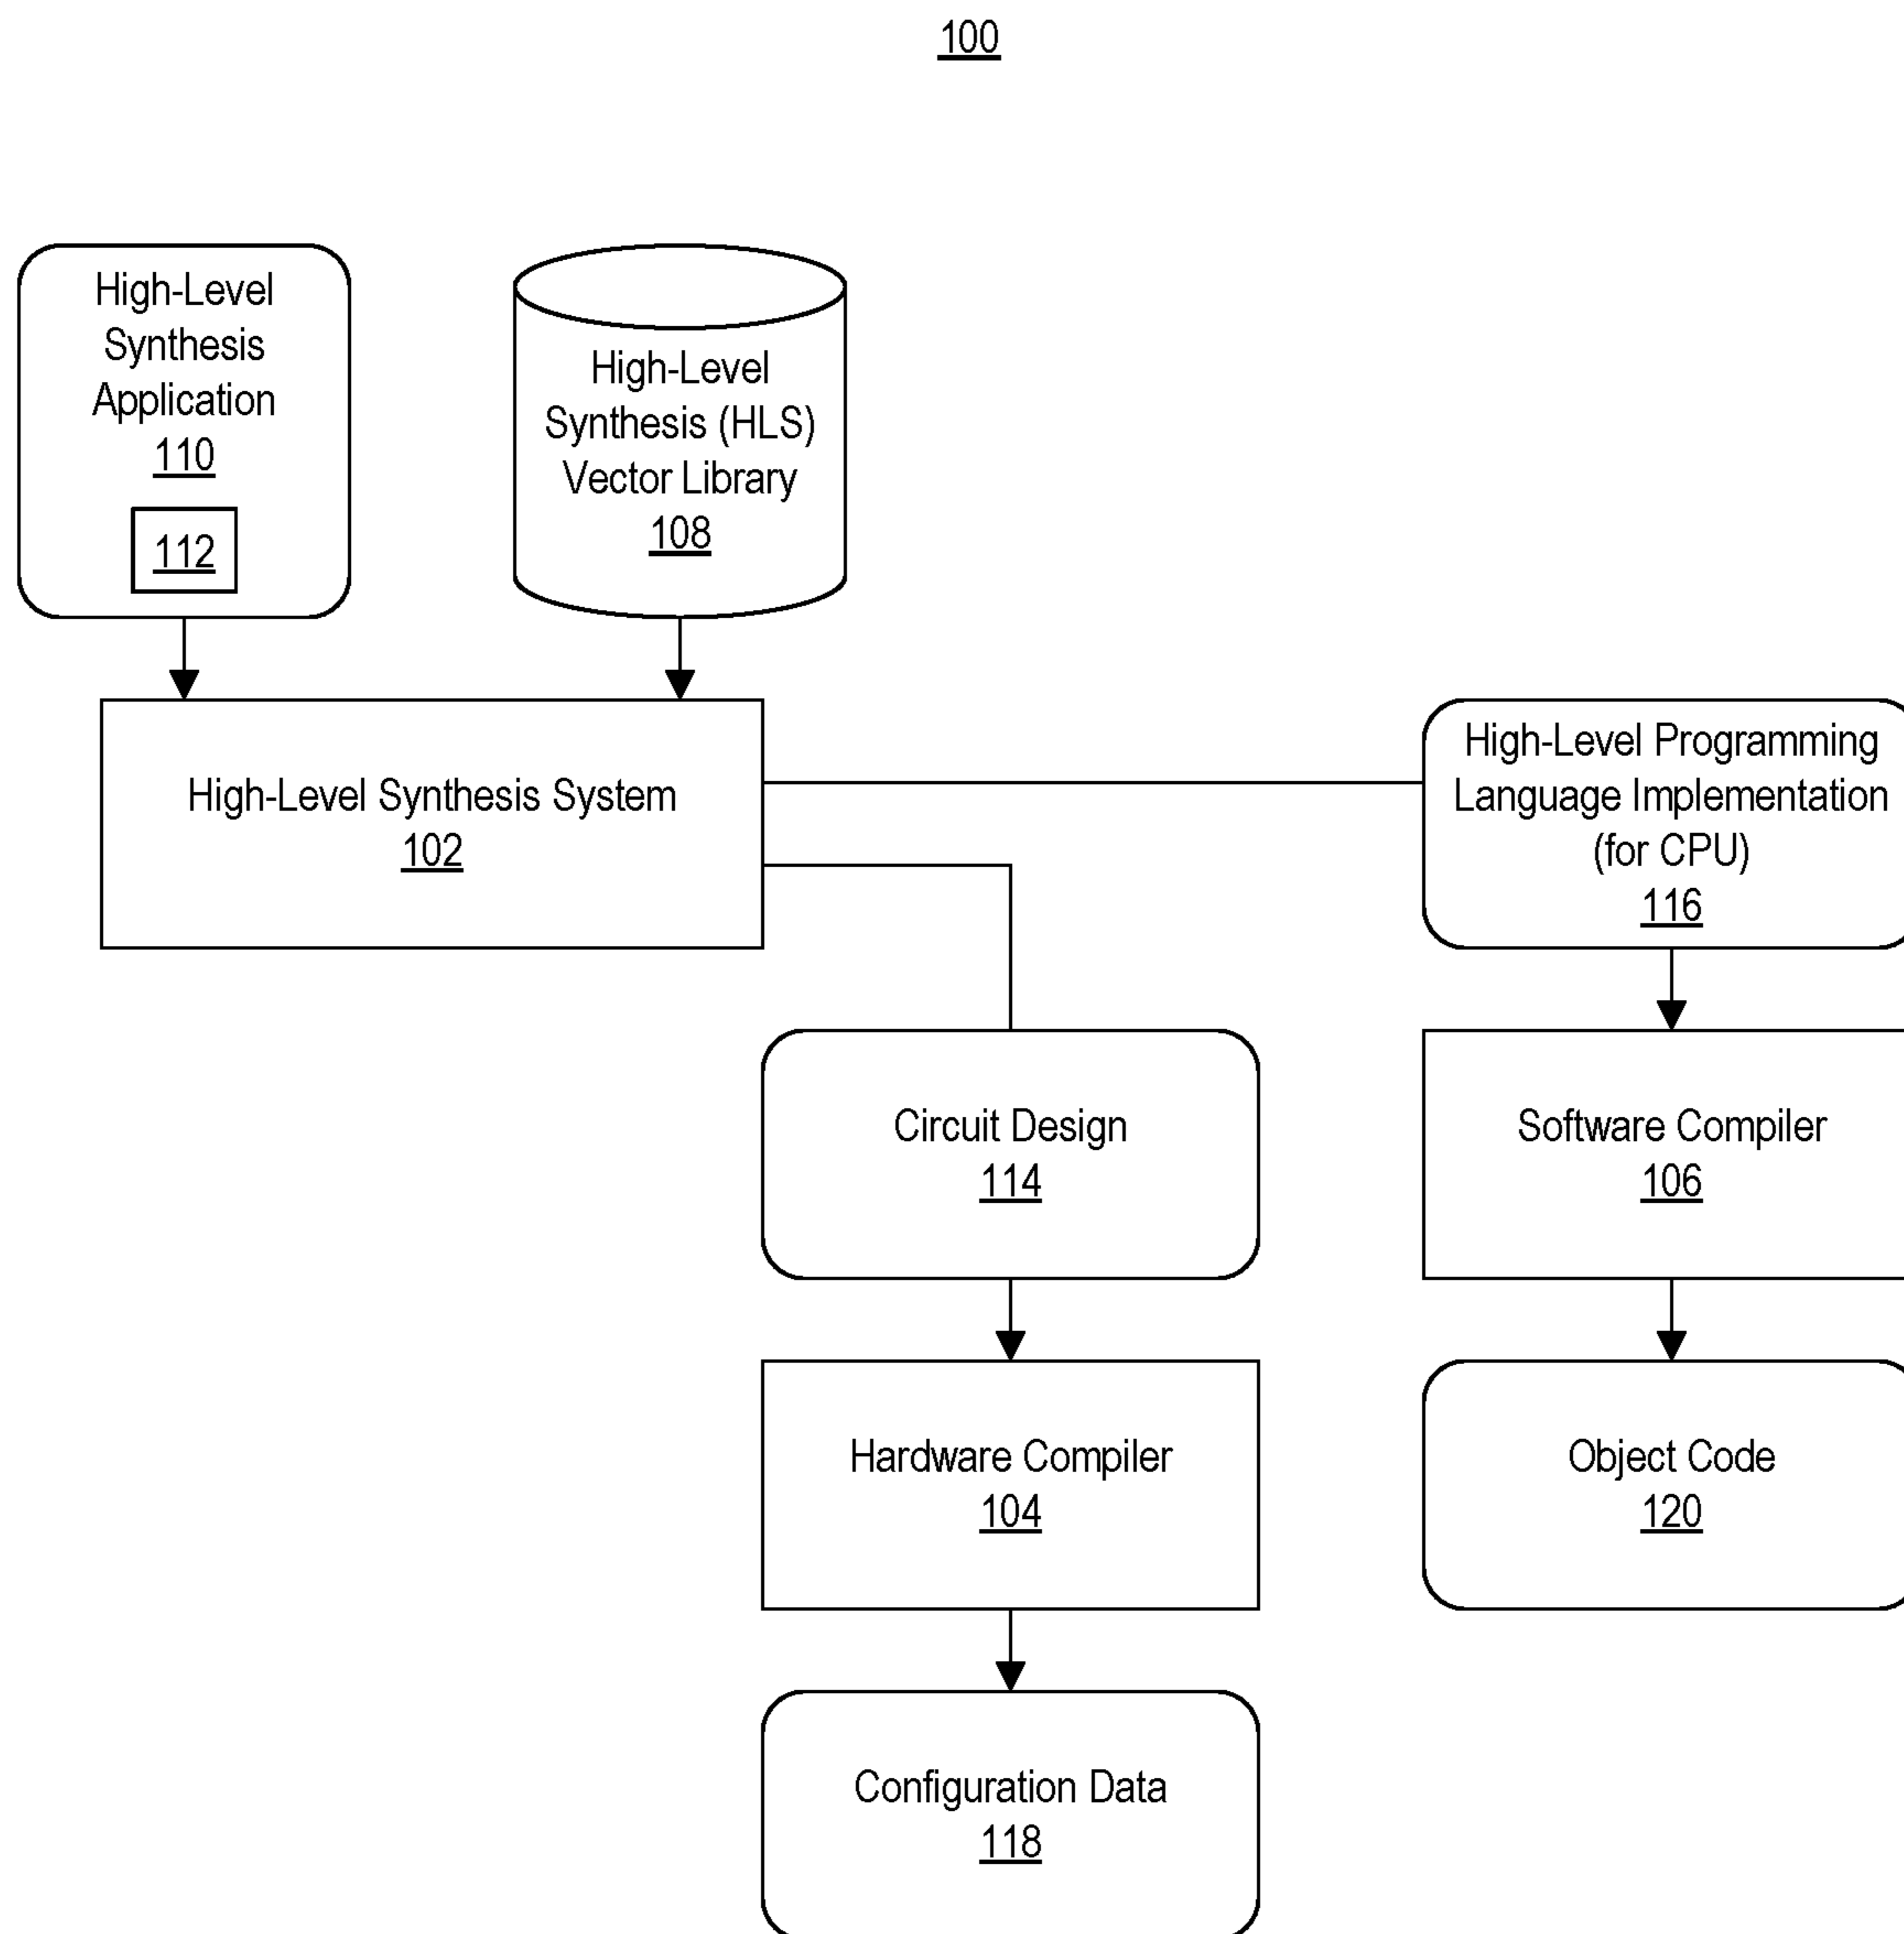 100
High-Level
Synthesis
Application
110
112
High-Level
Synthesis (HLS)
Vector Library
108
High-Level Synthesis System
102
High-Level Programming
Language Implementation
(for CPU)
116
Circuit Design
114
Software Compiler
106
Hardware Compiler
104
Object Code
120
Configuration Data
118